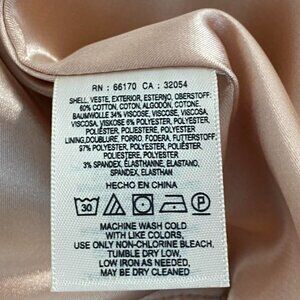 RN : 66170 CA : 32054
SHELL, VESTE, EXTERIOR, ESTERNO, OBERSTOFF:
60% COTTON, COTON, ALGODON, COTONE,
BAUMWOLLE 34% VISCOSE, VISCOSE, VISCOSA,
VISCOSA, VISKOSE 6% POLYESTER, POLYESTER,
POLIÉSTER, POLIESTERE, POLYESTER
LINING, DOUBLURE, FORRO, FODERA, FUTTERSTOFF:
97% POLYESTER, POLYESTER, POLIÉSTER,
POLIESTERE, POLYESTER
3% SPANDEX, ÉLASTHANNE, ELASTANO,
SPANDEX, ELASTHAN
HECHO EN CHINA
30 P
MACHINE WASH COLD
WITH LIKE COLORS,
USE ONLY NON-CHLORINE BLEACH,
TUMBLE DRY LOW,
LOW IRON AS NEEDED,
MAY BE DRY CLEANED